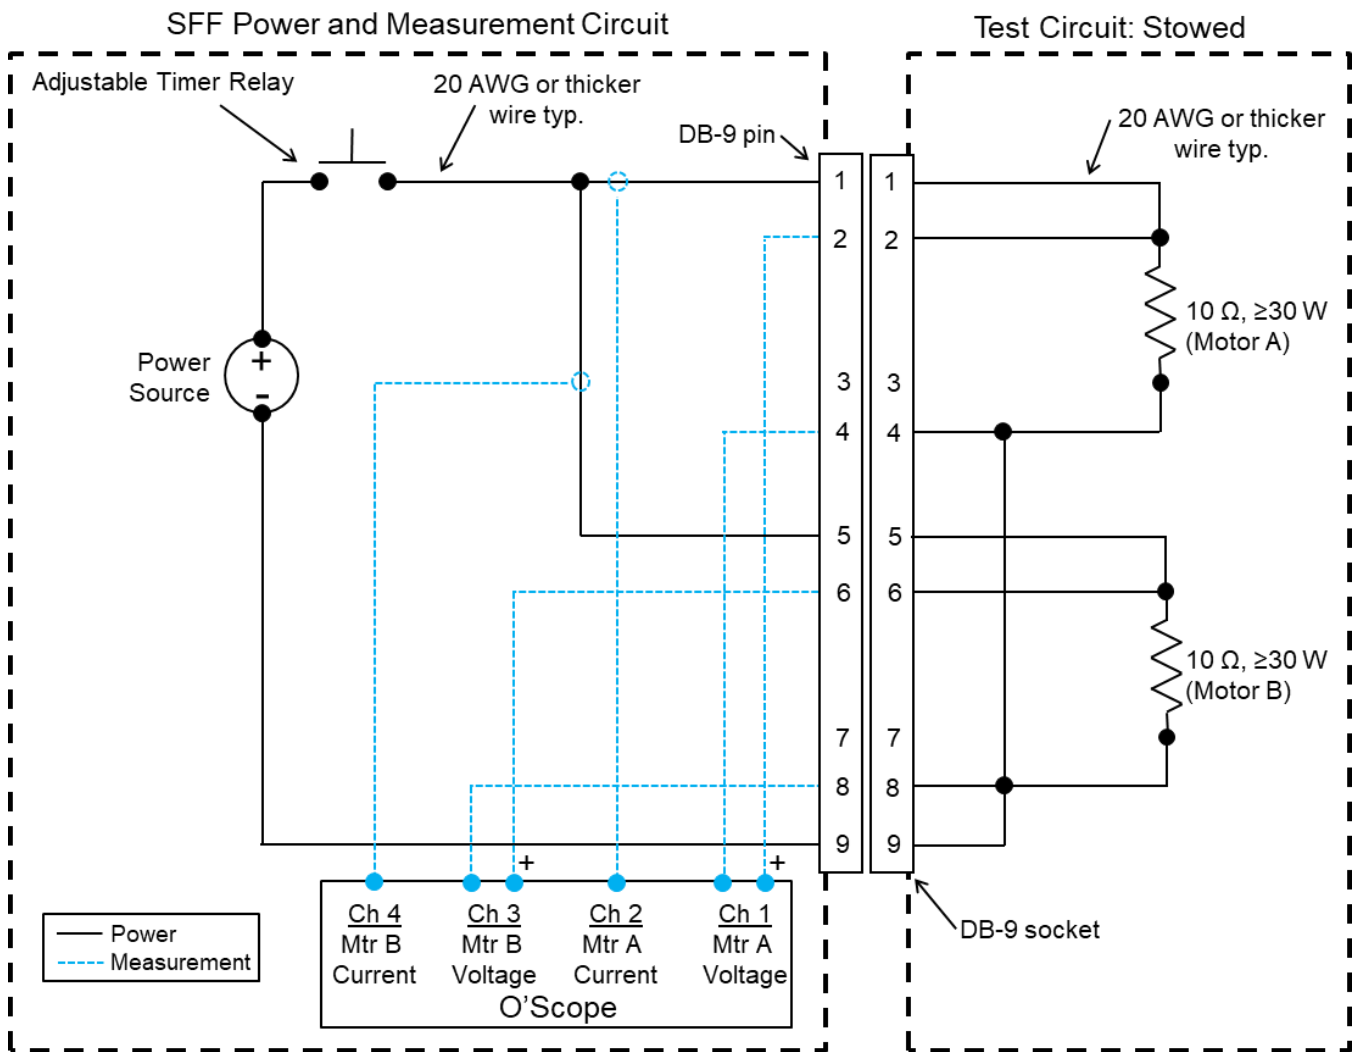 SFF Power and Measurement Circuit
Test Circuit: Stowed
Adjustable Timer Relay
20 AWG or thicker
wire typ.
DB-9 pin
20 AWG or thicker
wire typ.
1
2
3
4
5
6
7
8
9
1
2
3
4
5
6
7
8
9
10 Ω, ≥30 W
(Motor A)
Power
Source
+
-
10 Ω, ≥30 W
(Motor B)
DB-9 socket
+
+
Ch 4
Mtr B
Current
Ch 3
Mtr B
Voltage
Ch 2
Mtr A
Current
Ch 1
Mtr A
Voltage
O'Scope
Power
Measurement